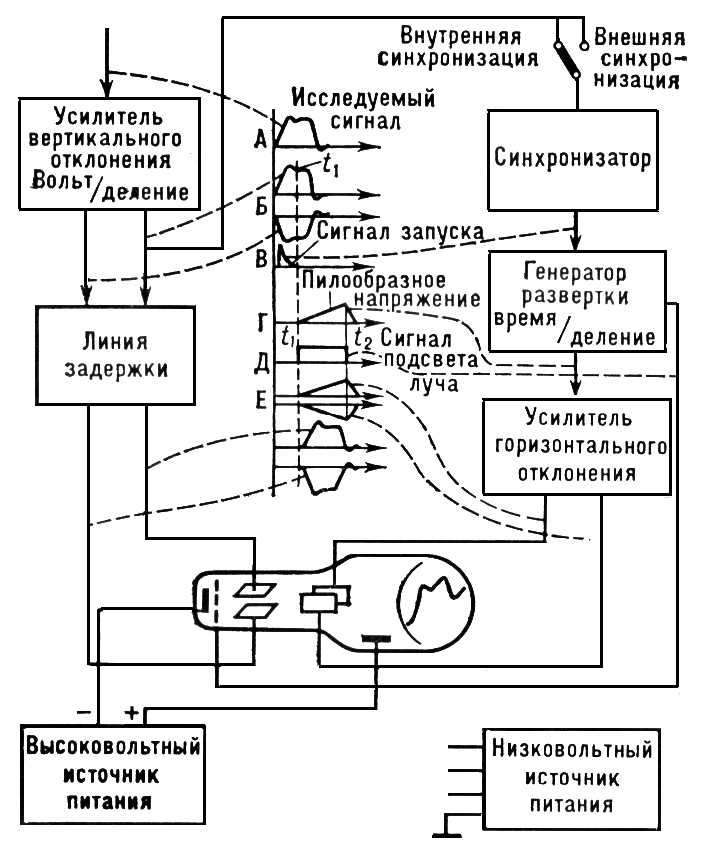 Внутренняя
синхронизация
Внешняя
синхро-
низация
Усилитель
вертикального
отклонения
Вольт/деление
Исследуемый
сигнал
А
t₁
Б
Синхронизатор
Сигнал запуска
В
Генератор
развертки
время/деление
Пилообразное
напряжение
Г
t₁
t₂
Линия
задержки
Сигнал
подсвета
луча
Д
Е
Усилитель
горизонтального
отклонения
–
+
Высоковольтный
источник
питания
Низковольтный
источник
питания